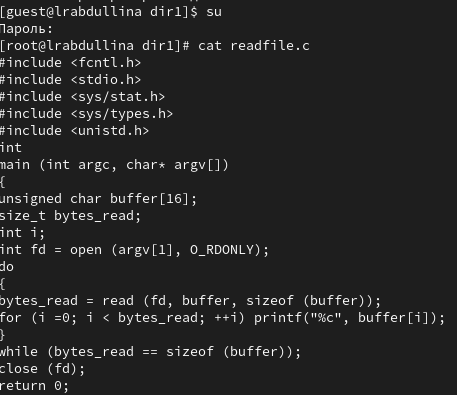 [guest@lrabdullina dir1]$ su
Пароль:
[root@lrabdullina dir1]# cat readfile.c
#include <fcntl.h>
#include <stdio.h>
#include <sys/stat.h>
#include <sys/types.h>
#include <unistd.h>
int
main (int argc, char* argv[])
{
unsigned char buffer[16];
size_t bytes_read;
int i;
int fd = open (argv[1], O_RDONLY);
do
{
bytes_read = read (fd, buffer, sizeof (buffer));
for (i =0; i < bytes_read; ++i) printf("%c", buffer[i]);
}
while (bytes_read == sizeof (buffer));
close (fd);
return 0;